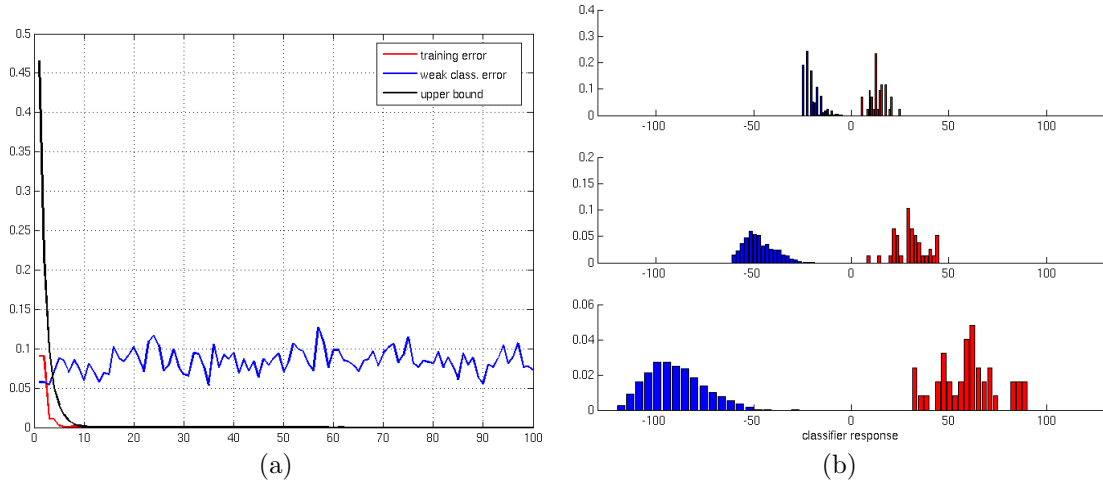 0.5
0.45
0.4
0.35
0.3
0.25
0.2
0.15
0.1
0.05
0
0 10 20 30 40 50 60 70 80 90 100
training error
weak class. error
upper bound
(a)
0.4
0.3
0.2
0.1
0
-100 -50 0 50 100
0.2
0.15
0.1
0.05
0
-100 -50 0 50 100
0.06
0.04
0.02
0
-100 -50 0 50 100
classifier response
(b)